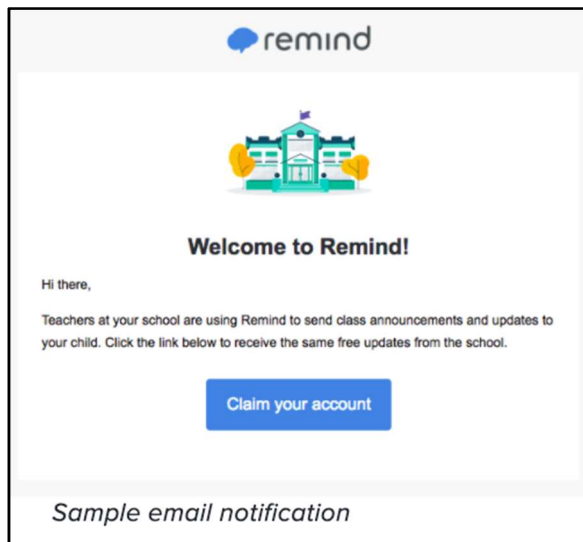 remind
Welcome to Remind!
Hi there,
Teachers at your school are using Remind to send class announcements and updates to
your child. Click the link below to receive the same free updates from the school.
Claim your account
Sample email notification